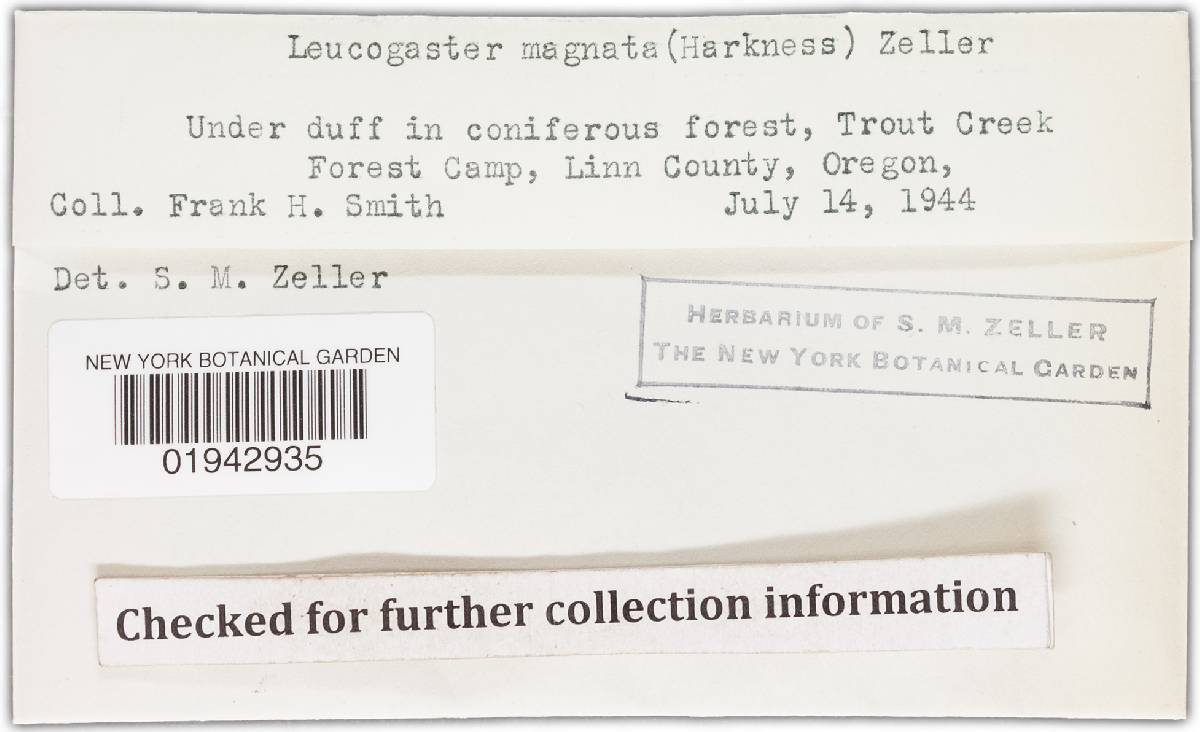 Leucogaster magnata(Harkness) Zeller
Under duff in coniferous forest, Trout Creek
Forest Camp, Linn County, Oregon,
Coll. Frank H. Smith July 14, 1944
Det. S. M. Zeller
HERBARIUM OF S. M. ZELLER
THE NEW YORK BOTANICAL GARDEN
NEW YORK BOTANICAL GARDEN
01942935
Checked for further collection information